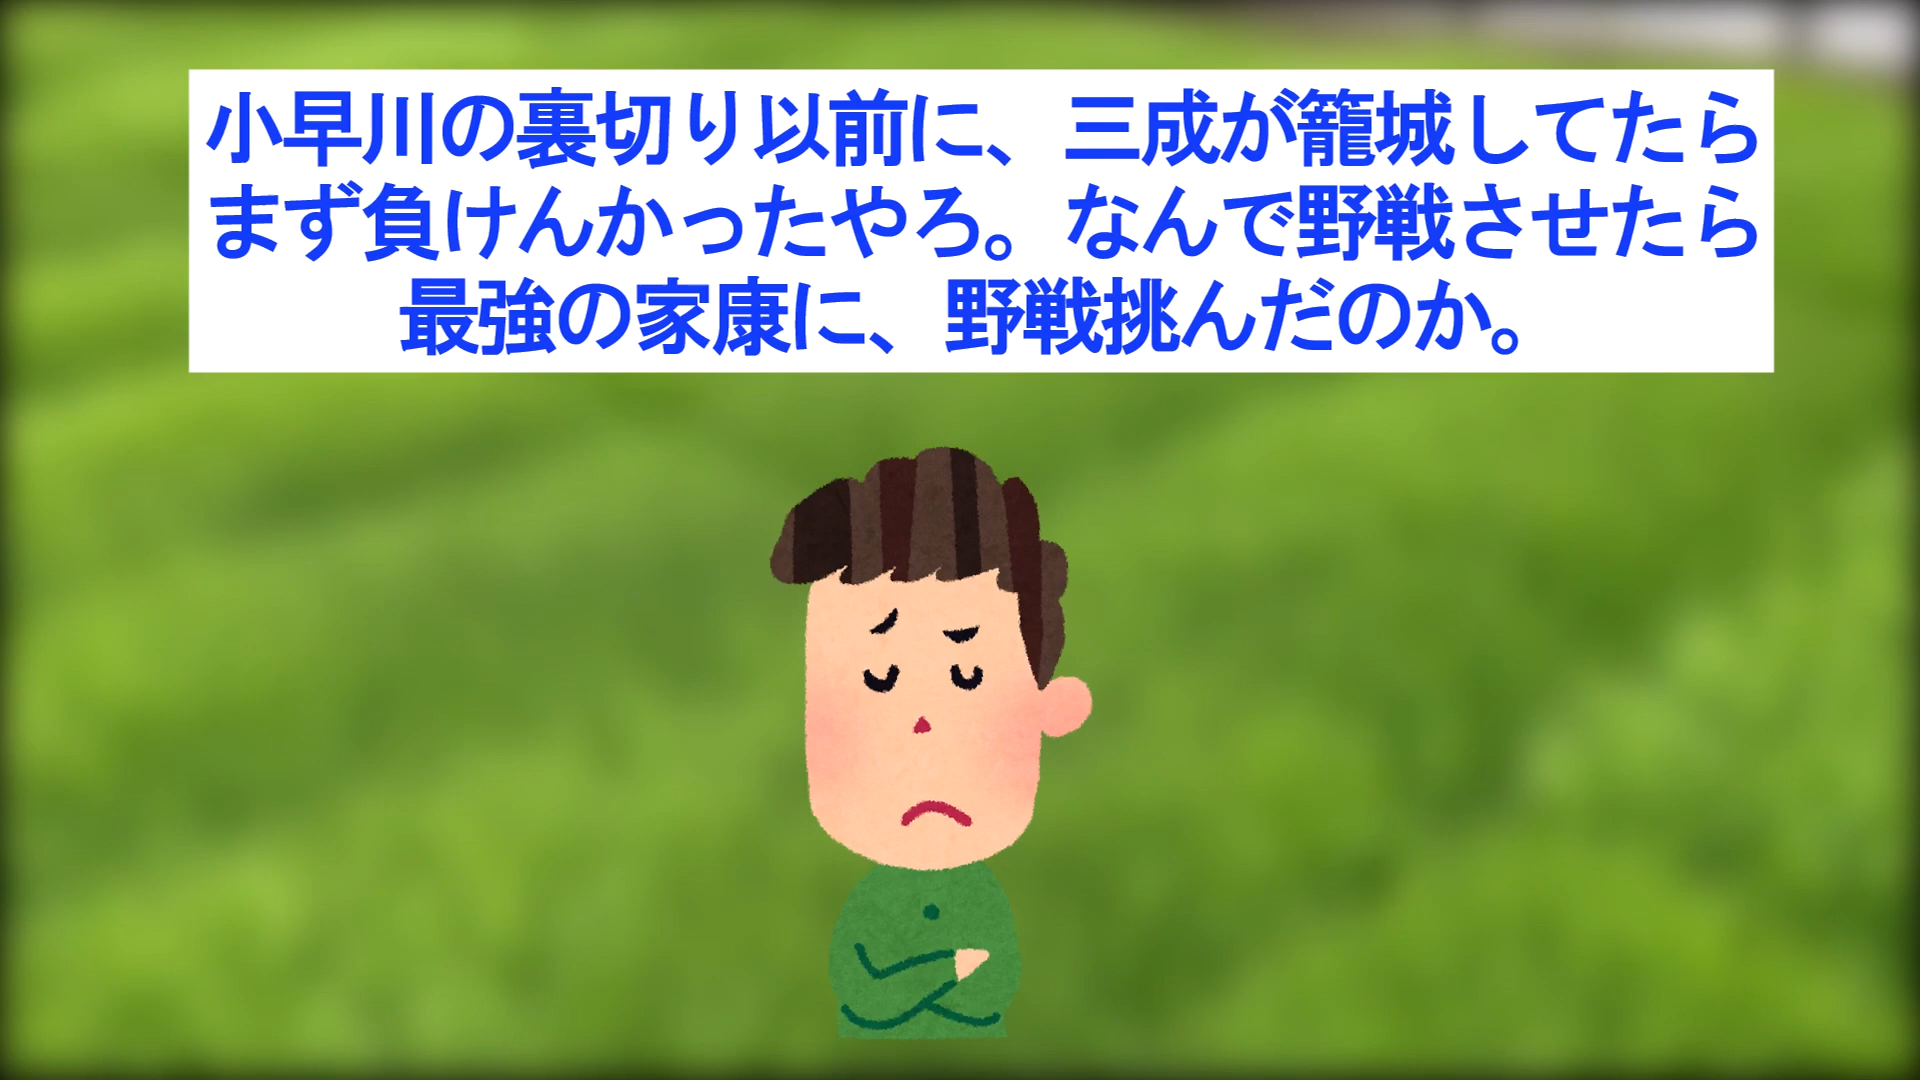 小早川の裏切り以前に、三成が籠城してたら
まず負けんかったやろ。なんで野戦させたら
最強の家康に、野戦挑んだのか。